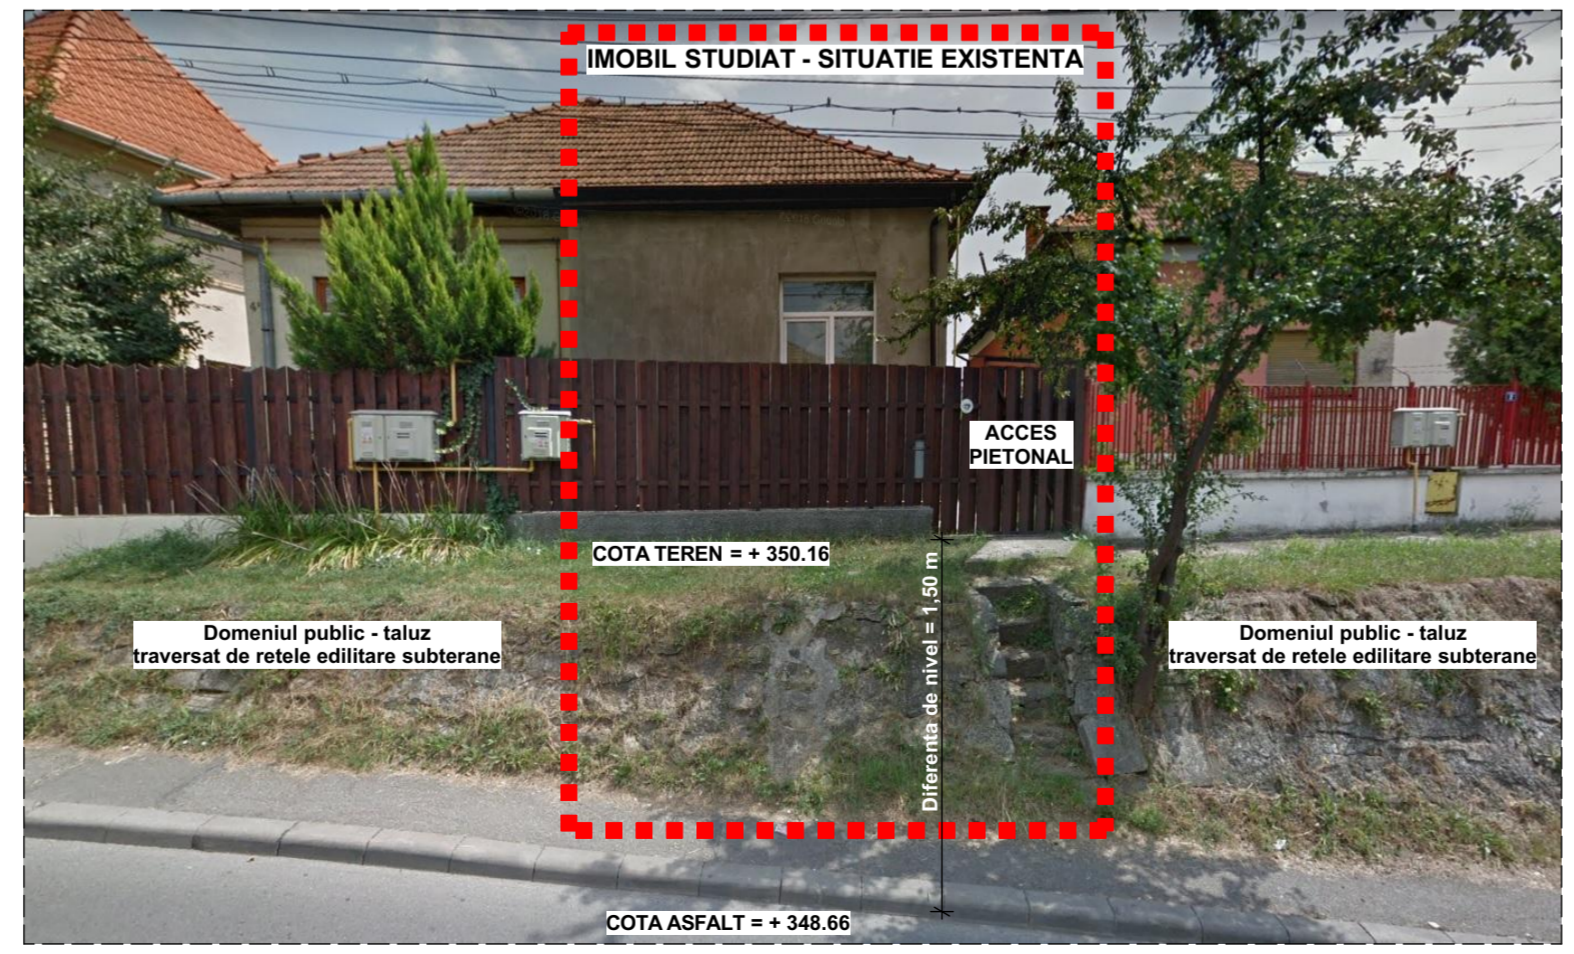 IMOBIL STUDIAT - SITUATIE EXISTENTA
ACCES
PIETONAL
COTA TEREN = + 350.16
Diferenta de nivel = 1,50 m
Domeniul public - taluz
traversat de retele edilitare subterane
Domeniul public - taluz
traversat de retele edilitare subterane
COTA ASFALT = + 348.66